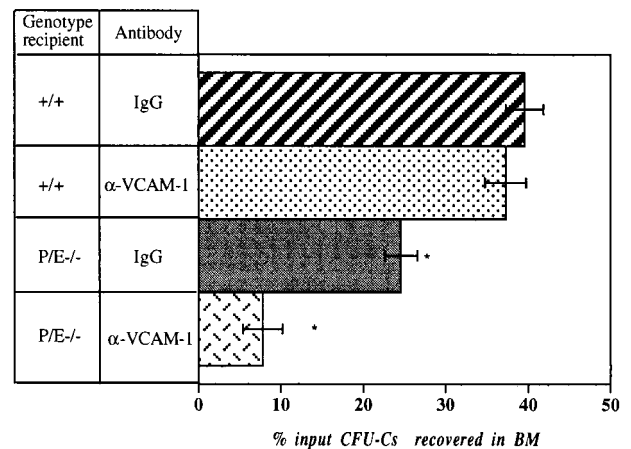 Genotype recipient Antibody
+/+ IgG
+/+ α-VCAM-1
P/E-/- IgG *
P/E-/- α-VCAM-1 *
0 10 20 30 40 50
% input CFU-Cs recovered in BM